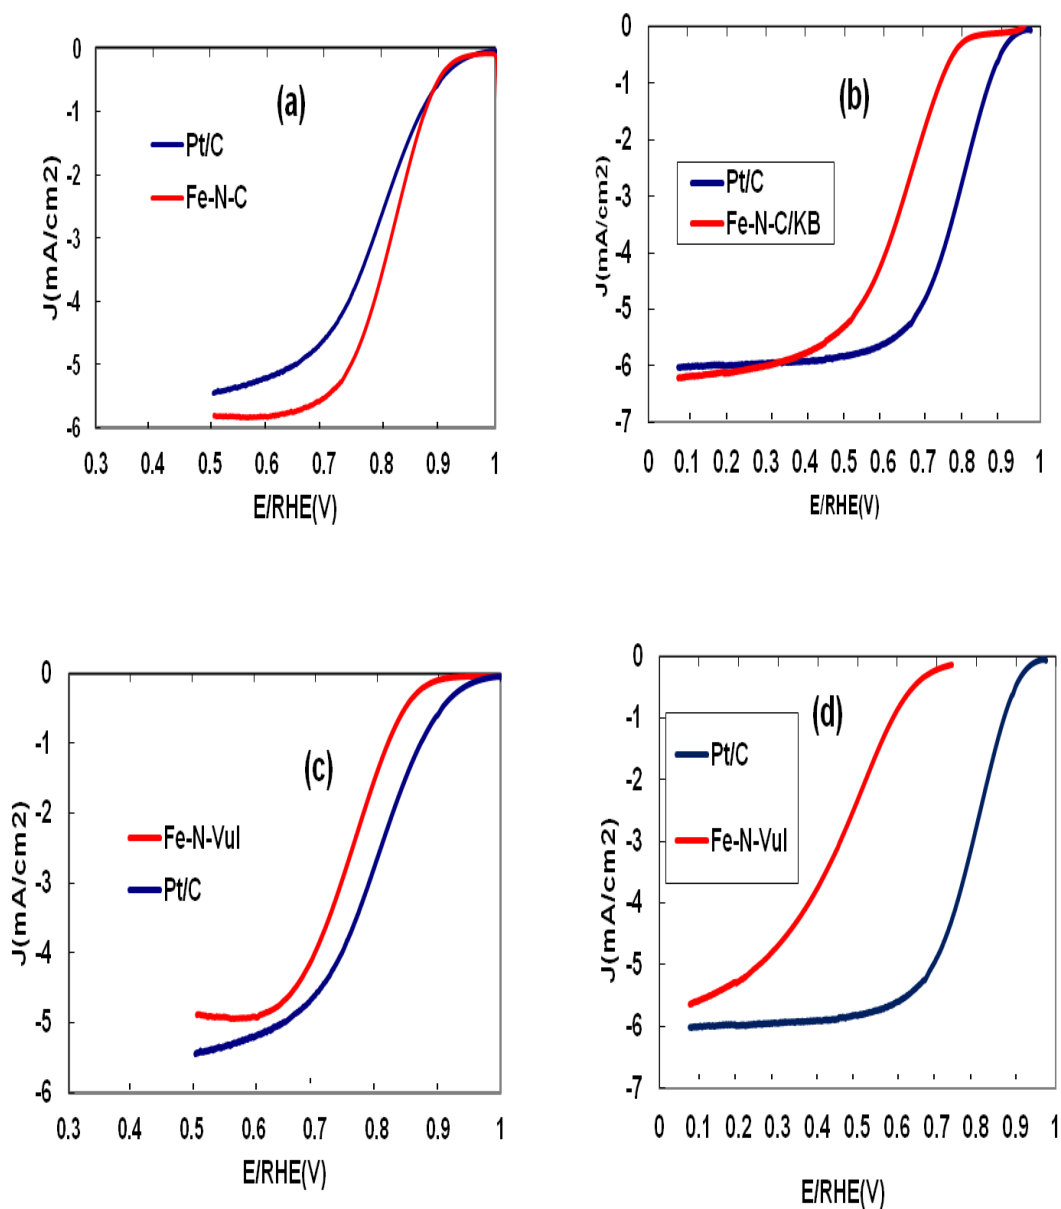 (a)
Pt/C
Fe-N-C
J(mA/cm2)
0
-1
-2
-3
-4
-5
-6
0.3 0.4 0.5 0.6 0.7 0.8 0.9 1
E/RHE(V)
(b)
Pt/C
Fe-N-C/KB
J(mA/cm2)
0
-1
-2
-3
-4
-5
-6
-7
0 0.1 0.2 0.3 0.4 0.5 0.6 0.7 0.8 0.9 1
E/RHE(V)
(c)
Fe-N-Vul
Pt/C
J(mA/cm2)
0
-1
-2
-3
-4
-5
-6
0.3 0.4 0.5 0.6 0.7 0.8 0.9 1
E/RHE(V)
(d)
Pt/C
Fe-N-Vul
J(mA/cm2)
0
-1
-2
-3
-4
-5
-6
-7
0 0.1 0.2 0.3 0.4 0.5 0.6 0.7 0.8 0.9 1
E/RHE(V)